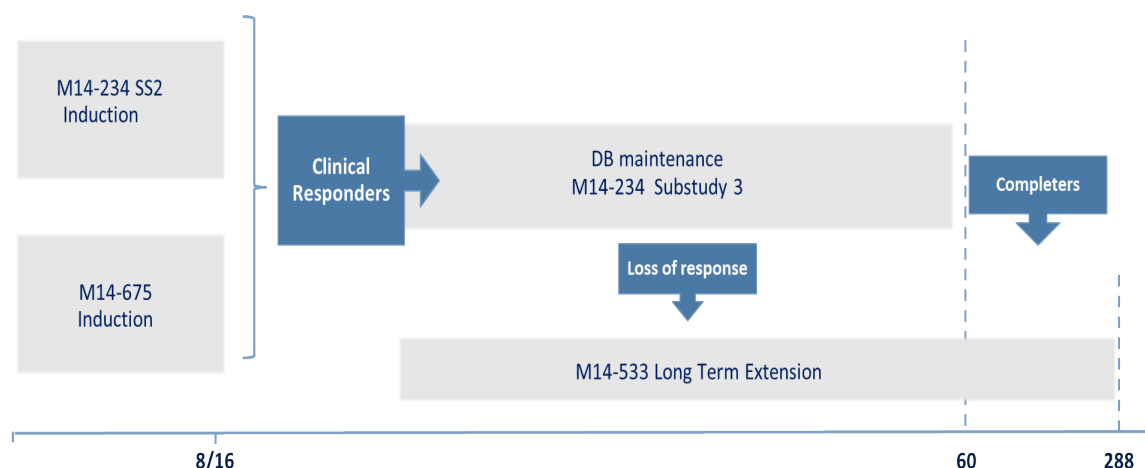 M14-234 SS2
Induction
M14-675
Induction
Clinical
Responders
DB maintenance
M14-234 Substudy 3
Completers
Loss of response
M14-533 Long Term Extension
8/16
60
288